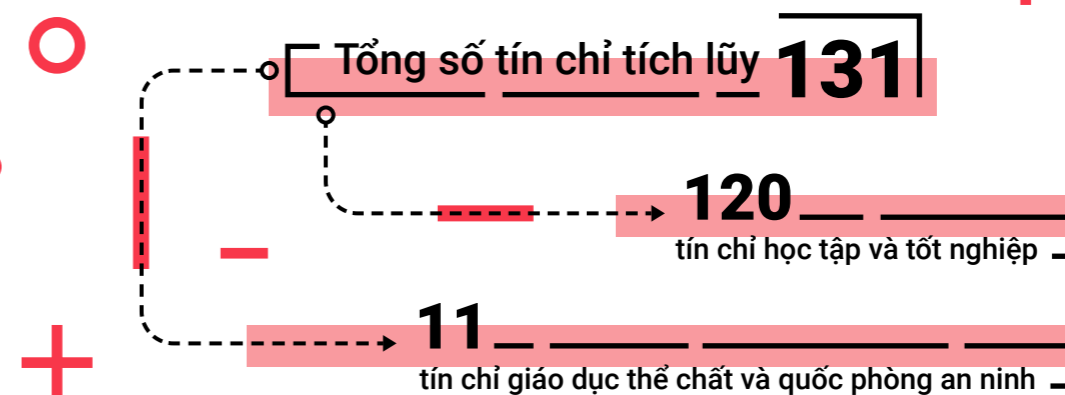 Tổng số tín chỉ tích lũy 131
120
tín chỉ học tập và tốt nghiệp
11
tín chỉ giáo dục thể chất và quốc phòng an ninh